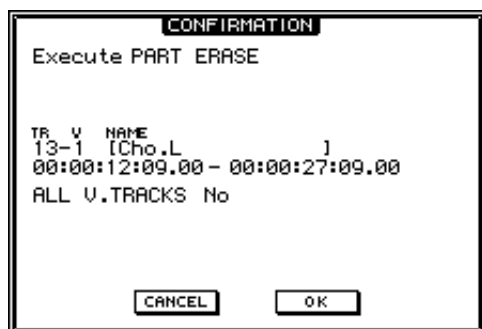 CONFIRMATION
Execute PART ERASE
TR V NAME
13-1 [Cho.L ]
00:00:12:09.00 - 00:00:27:09.00
ALL V.TRACKS No
CANCEL OK